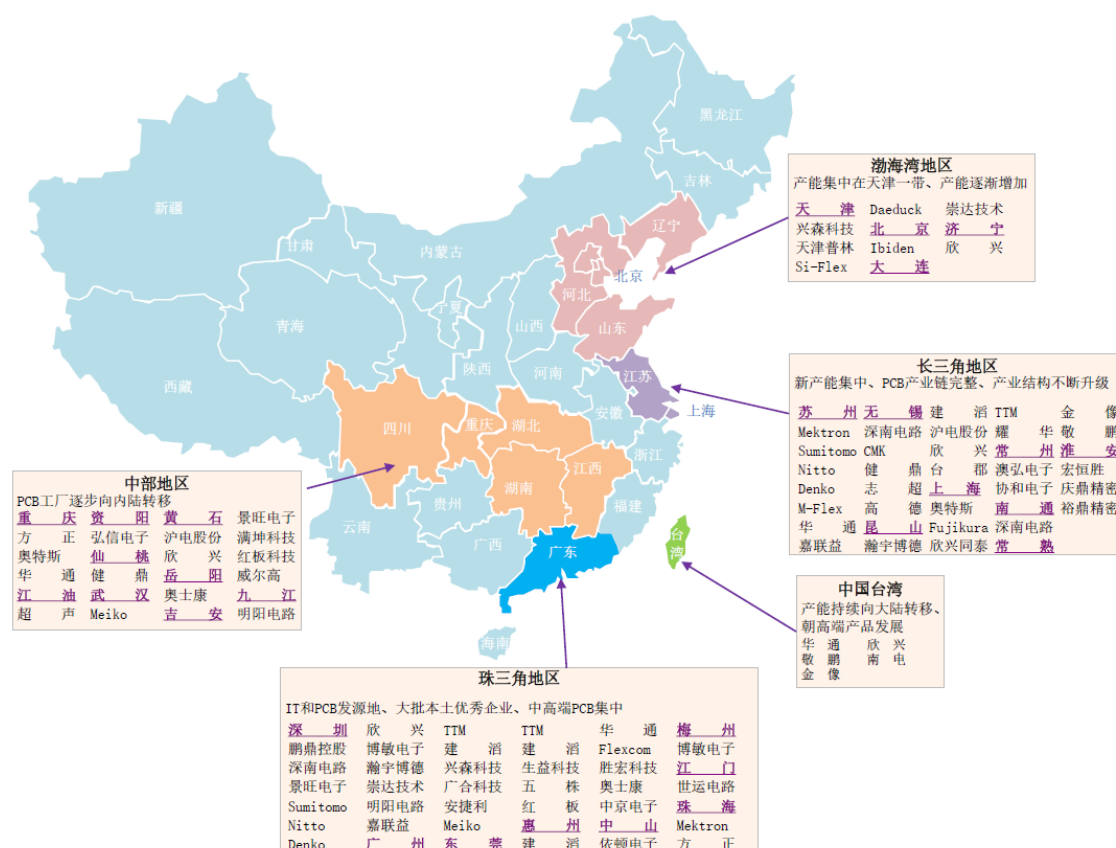 黑龙江
吉林
辽宁
新疆
甘肃
内蒙古
北京
河北
宁夏
山西
山东
青海
陕西
河南
江苏
西藏
安徽
上海
四川
重庆
湖北
浙江
湖南
江西
贵州
福建
云南
广西
广东
台湾
海南
渤海湾地区
产能集中在天津一带、产能逐渐增加
天津 Daeduck 崇达技术
兴森科技 北京 济宁
天津普林 Ibiden 欣兴
Si-Flex 大连
长三角地区
新产能集中、PCB产业链完整、产业结构不断升级
苏州 无锡 建滔 TTM 金像
Mektron 深南电路 沪电股份 耀华 敬鹏
Sumitomo CMK 欣兴 常州 淮安
Nitto 健鼎 台郡 澳弘电子 宏恒胜
Denko 志超 上海 协和电子 庆鼎精密
M-Flex 高德 奥特斯 南通 裕鼎精密
华通 昆山 Fujikura 深南电路
嘉联益 瀚宇博德 欣兴同泰 常熟
中部地区
PCB工厂逐步向内陆转移
重庆 资阳 黄石 景旺电子
方正 弘信电子 沪电股份 满坤科技
奥特斯 仙桃 欣兴 红板科技
华通 健鼎 岳阳 威尔高
江油 武汉 奥士康 九江
超声 Meiko 吉安 明阳电路
中国台湾
产能持续向大陆转移、
朝高端产品发展
华通 欣兴
敬鹏 南电
金像
珠三角地区
IT和PCB发源地、大批本土优秀企业、中高端PCB集中
深圳 欣兴 TTM TTM 华通 梅州
鹏鼎控股 博敏电子 建滔 建滔 Flexcom 博敏电子
深南电路 瀚宇博德 兴森科技 生益科技 胜宏科技 江门
景旺电子 崇达技术 广合科技 五株 奥士康 世运电路
Sumitomo 明阳电路 安捷利 红板 中京电子 珠海
Nitto 嘉联益 Meiko 惠州 中山 Mektron
Denko 广州 东莞 建滔 依顿电子 方正